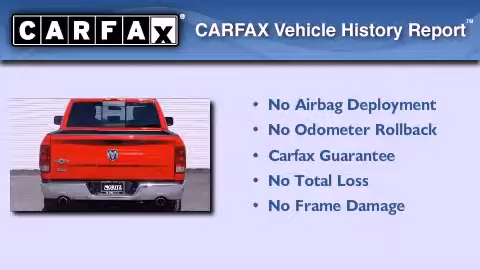 CARFAX® CARFAX Vehicle History Report™
• No Airbag Deployment
• No Odometer Rollback
• Carfax Guarantee
• No Total Loss
• No Frame Damage
MORITZ